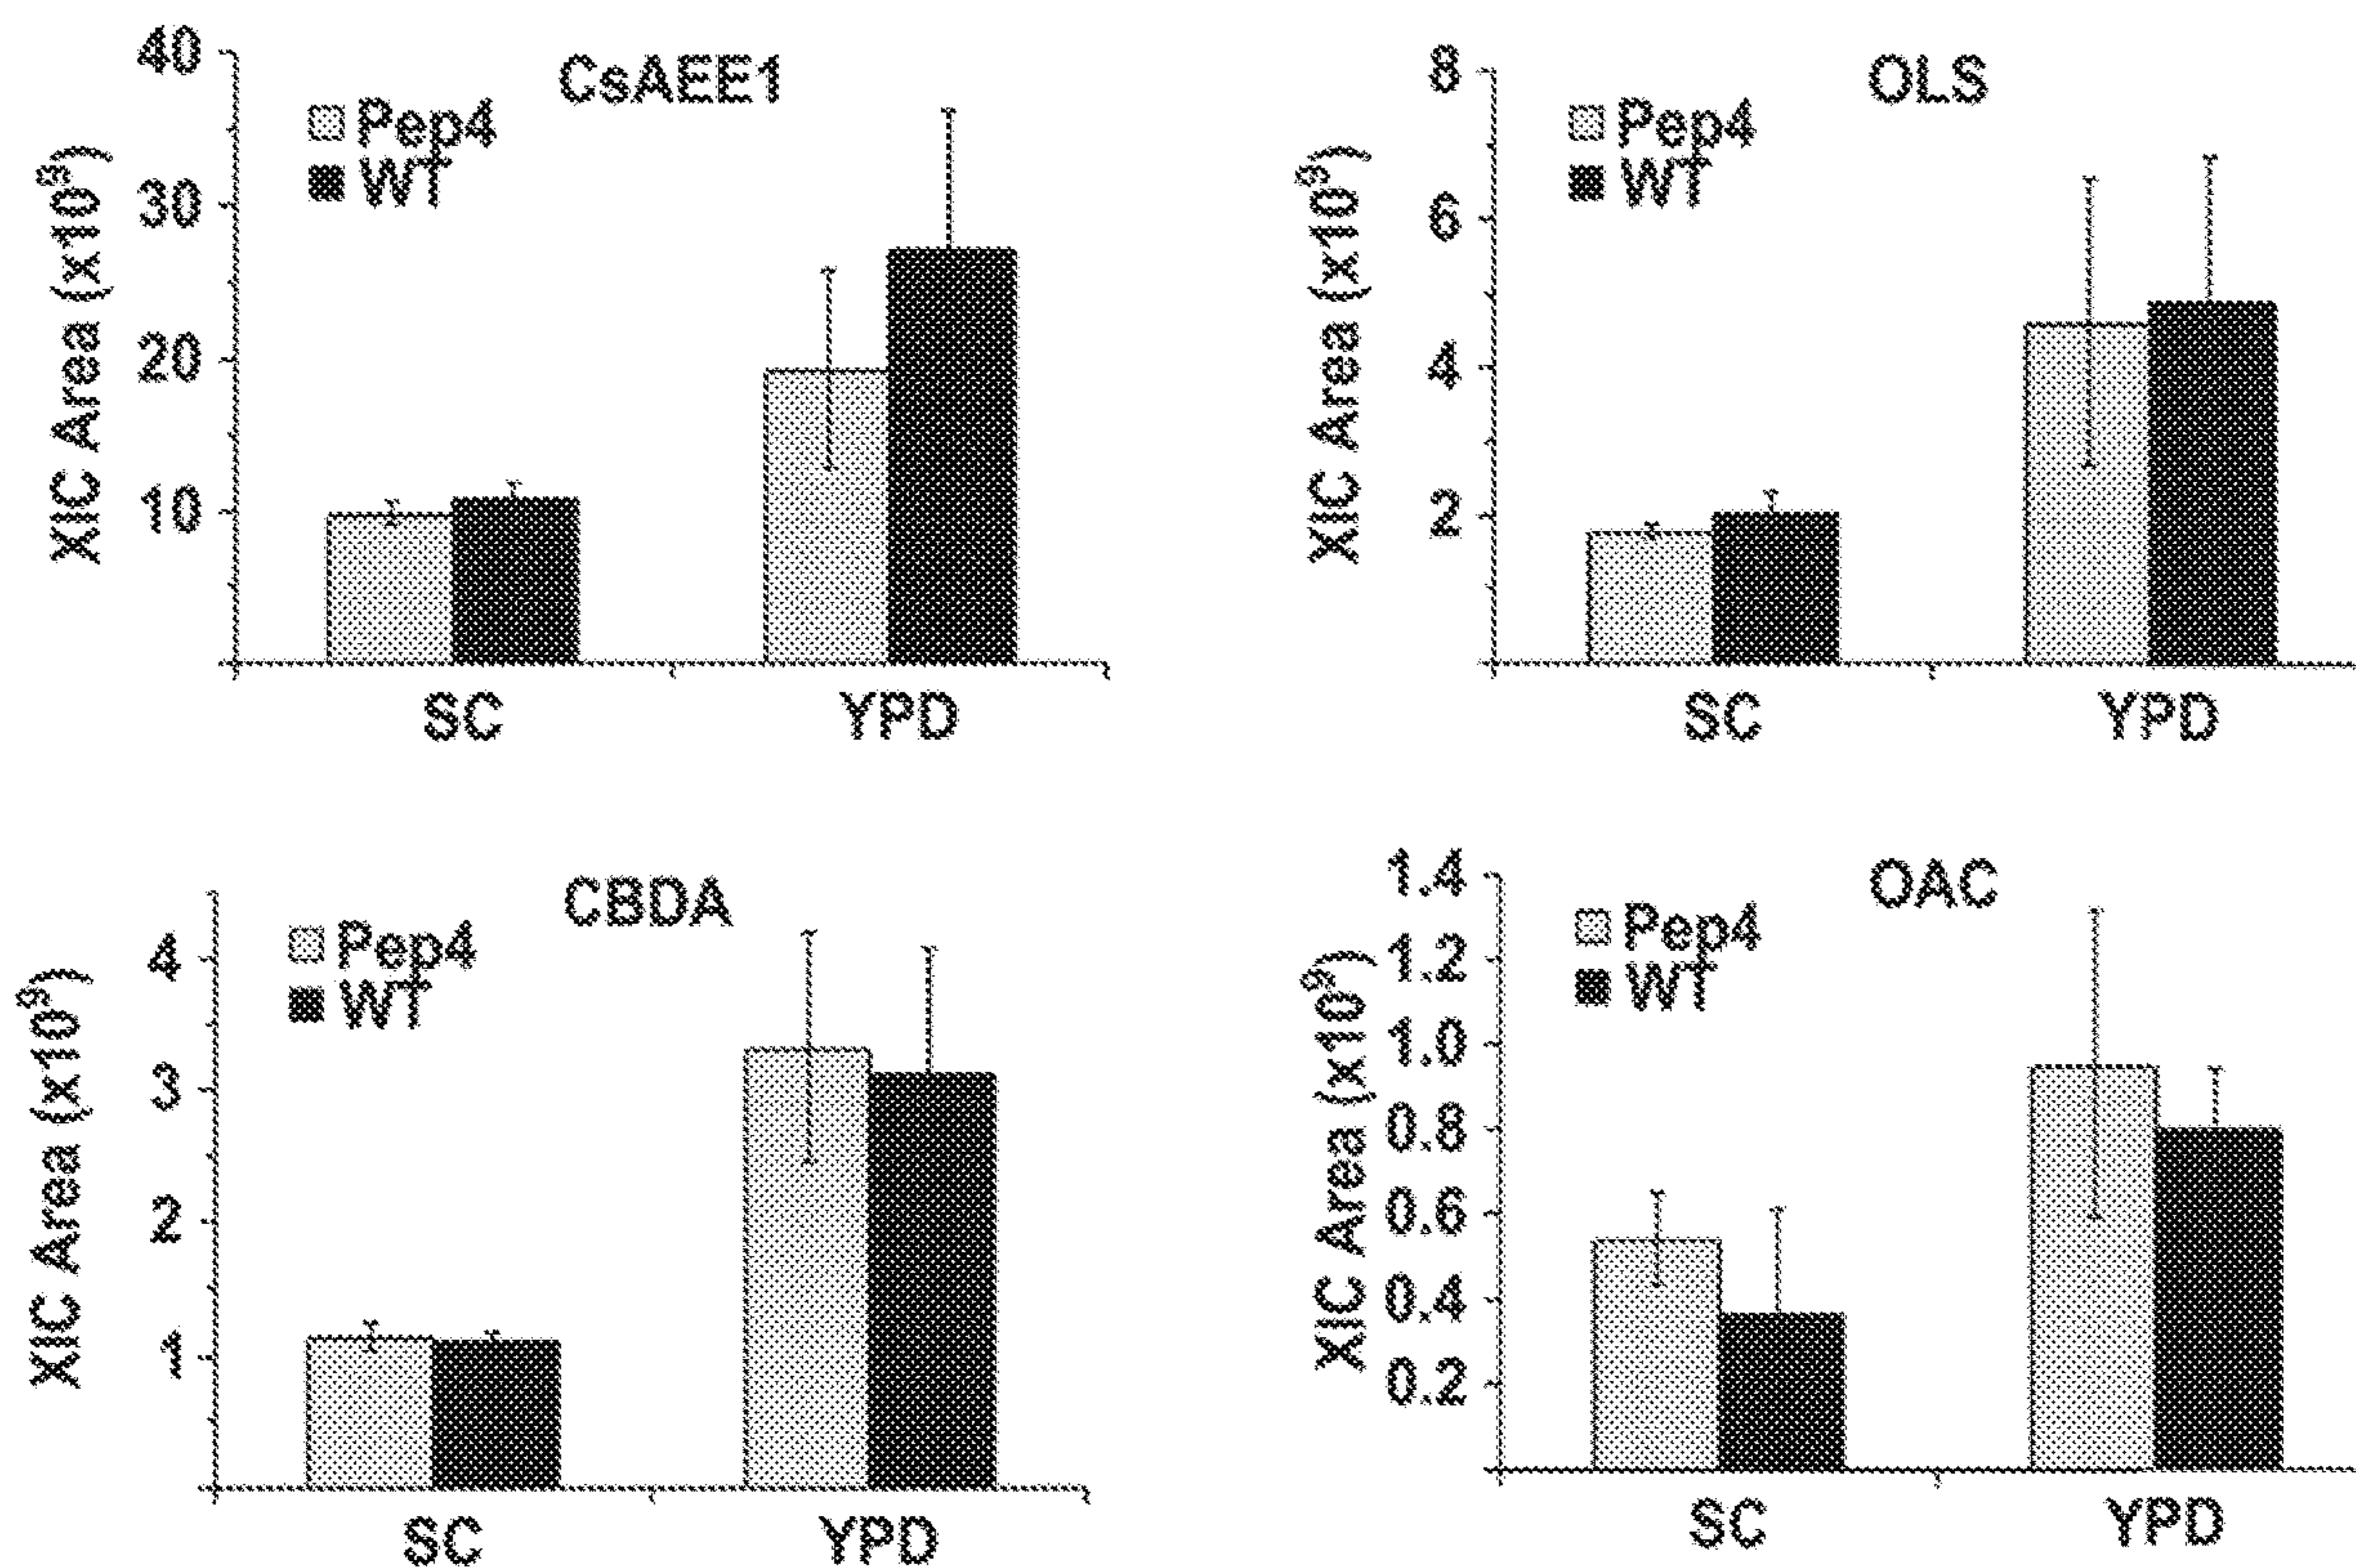 CsAEE1
Pep4
WT
XIC Area (x10⁹)
40
30
20
10
SC YPD
OLS
Pep4
WT
XIC Area (x10⁹)
8
6
4
2
SC YPD
CBDA
Pep4
WT
XIC Area (x10⁹)
4
3
2
1
SC YPD
OAC
Pep4
WT
XIC Area (x10⁹)
1.4
1.2
1.0
0.8
0.6
0.4
0.2
SC YPD